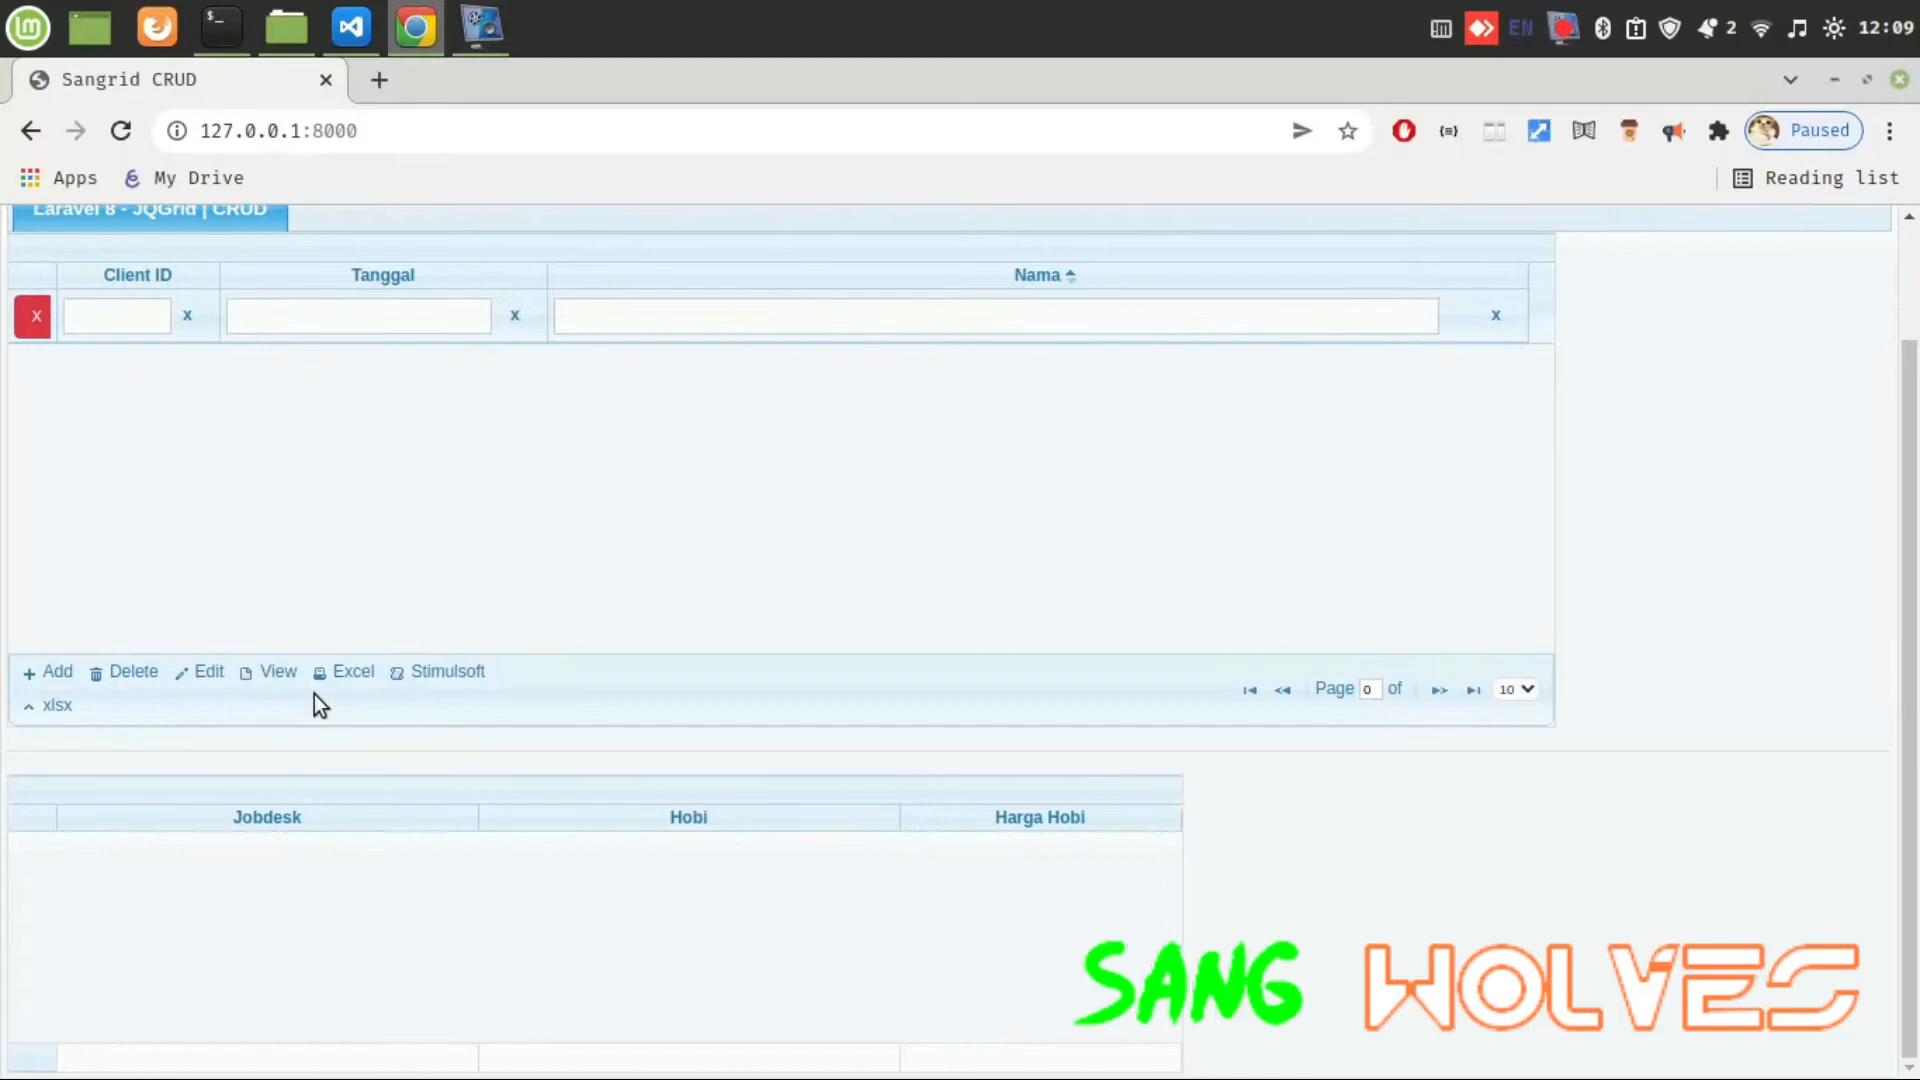 EN
2
12:09
Sangrid CRUD
127.0.0.1:8000
Paused
Apps
My Drive
Reading list
Laravel 8 - JQGrid | CRUD
Client ID
Tanggal
Nama
x
x
x
x
Add
Delete
Edit
View
Excel
Stimulsoft
xlsx
Page 0 of
10
Jobdesk
Hobi
Harga Hobi
SANG WOLVES